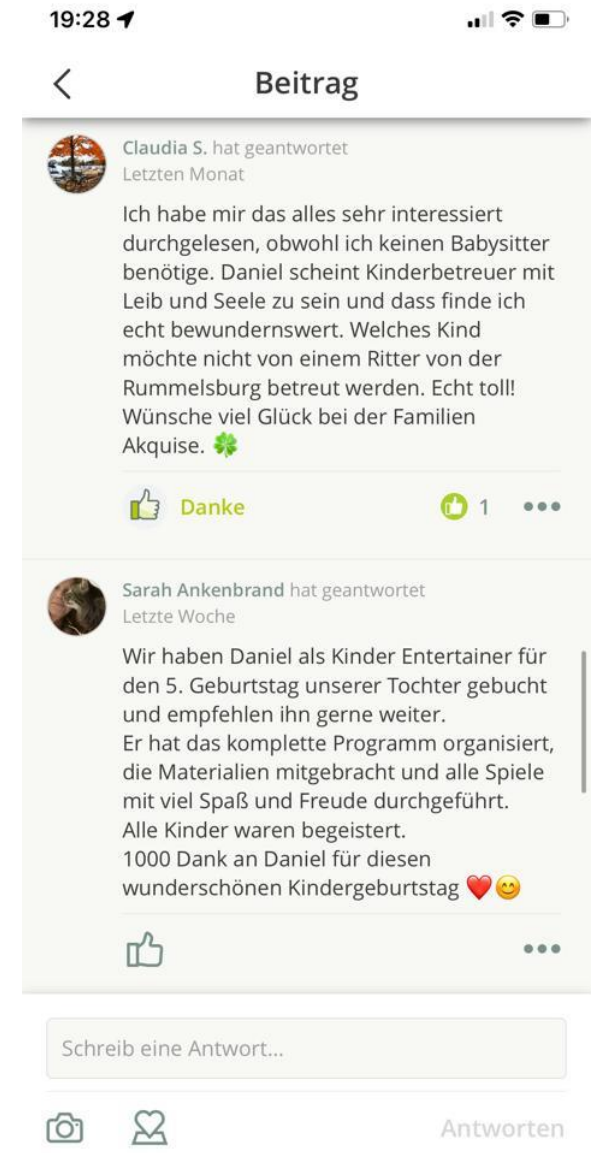 19:28
Beitrag
Claudia S. hat geantwortet
Letzten Monat
Ich habe mir das alles sehr interessiert
durchgelesen, obwohl ich keinen Babysitter
benötige. Daniel scheint Kinderbetreuer mit
Leib und Seele zu sein und dass finde ich
echt bewundernswert. Welches Kind
möchte nicht von einem Ritter von der
Rummelsburg betreut werden. Echt toll!
Wünsche viel Glück bei der Familien
Akquise. 🍀
Danke 1
Sarah Ankenbrand hat geantwortet
Letzte Woche
Wir haben Daniel als Kinder Entertainer für
den 5. Geburtstag unserer Tochter gebucht
und empfehlen ihn gerne weiter.
Er hat das komplette Programm organisiert,
die Materialien mitgebracht und alle Spiele
mit viel Spaß und Freude durchgeführt.
Alle Kinder waren begeistert.
1000 Dank an Daniel für diesen
wunderschönen Kindergeburtstag ❤️😊
Schreib eine Antwort...
Antworten